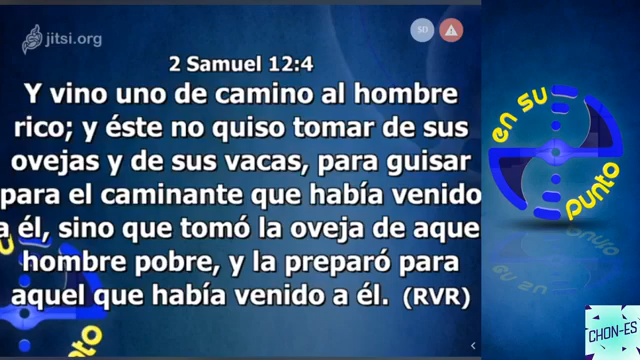 jitsi.org
SD
2 Samuel 12:4
Y vino uno de camino al hombre
rico; y éste no quiso tomar de sus
ovejas y de sus vacas, para guisar
para el caminante que había venido
a él, sino que tomó la oveja de aque
hombre pobre, y la preparó para
aquel que había venido a él. (RVR)
en su
punto
CHON-ES